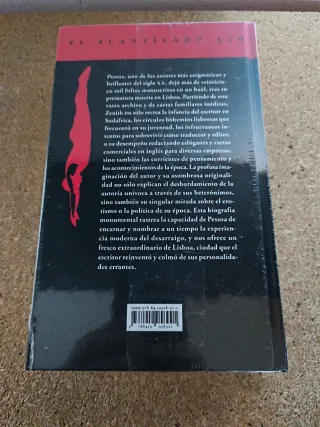 EL ACANTILADO, 510
Pessoa, uno de los autores más enigmáticos y
brillantes del siglo XX, dejó más de veinticin-
co mil folios manuscritos en un baúl, tras su
prematura muerte en Lisboa. Partiendo de este
vasto archivo y de cartas familiares inéditas,
Zenith no sólo recrea la infancia del escritor en
Sudáfrica, los círculos bohemios lisboetas que
frecuentó en su juventud, los infructuosos in-
tentos para sobrevivir como traductor y editor,
o su desempeño redactando eslóganes y cartas
comerciales en inglés para diversas empresas,
sino también las corrientes de pensamiento y
los acontecimientos de la época. La profusa ima-
ginación del autor y su asombrosa originali-
dad no sólo explican el desbordamiento de la
autoría unívoca a través de sus heterónimos,
sino también su singular mirada sobre el ero-
tismo o la política de su época. Esta biografía
monumental rastrea la capacidad de Pessoa de
encarnar y nombrar a un tiempo la experien-
cia moderna del desarraigo, y nos ofrece un
fresco extraordinario de Lisboa, ciudad que el
escritor reinventó y colmó de sus personalida-
des errantes.